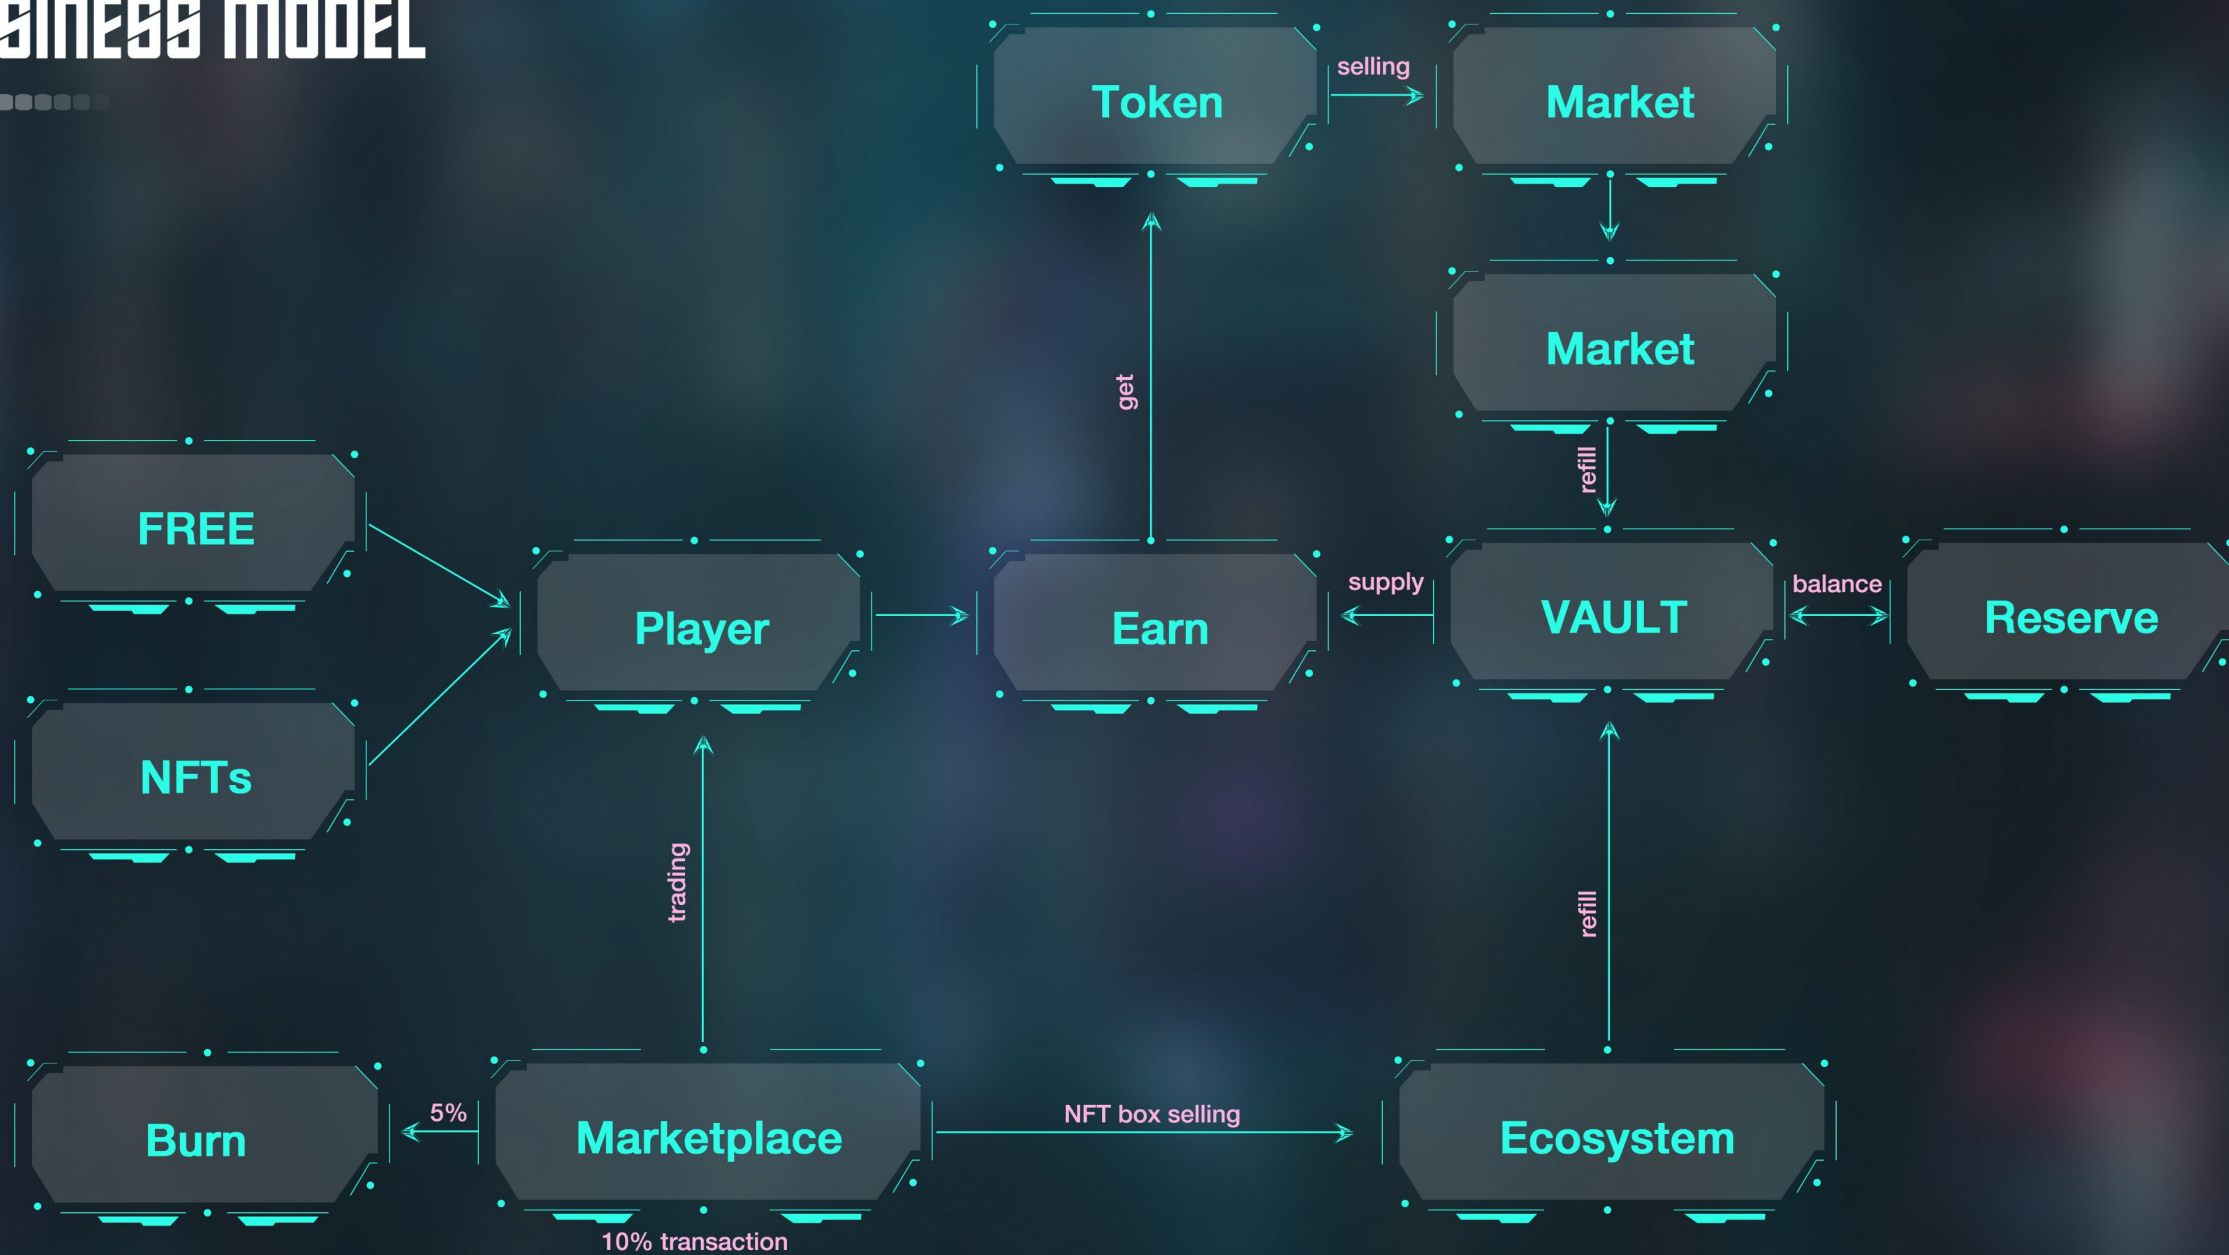 SINESS MODEL
Token
selling
Market
Market
get
refill
FREE
Player
Earn
supply
VAULT
balance
Reserve
NFTs
trading
refill
Burn
5%
Marketplace
NFT box selling
Ecosystem
10% transaction